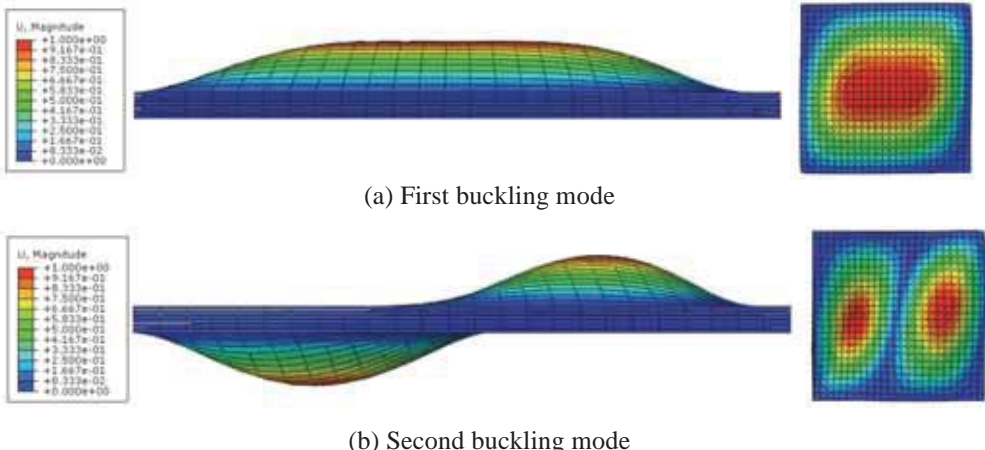 U, Magnitude
+1.000e+00
+9.167e-01
+8.333e-01
+7.500e-01
+6.667e-01
+5.833e-01
+5.000e-01
+4.167e-01
+3.333e-01
+2.500e-01
+1.667e-01
+8.333e-02
+0.000e+00
(a) First buckling mode
U, Magnitude
+1.000e+00
+9.167e-01
+8.333e-01
+7.500e-01
+6.667e-01
+5.833e-01
+5.000e-01
+4.167e-01
+3.333e-01
+2.500e-01
+1.667e-01
+8.333e-02
+0.000e+00
(b) Second buckling mode